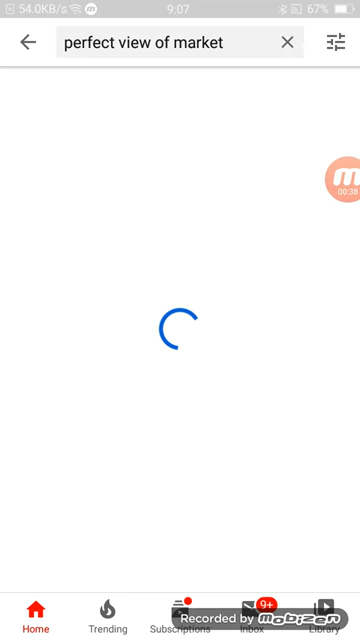 54.0KB/s 9:07 67%
perfect view of market
00:38
9+
Home Trending Subscriptions Inbox Library
Recorded by mobizen